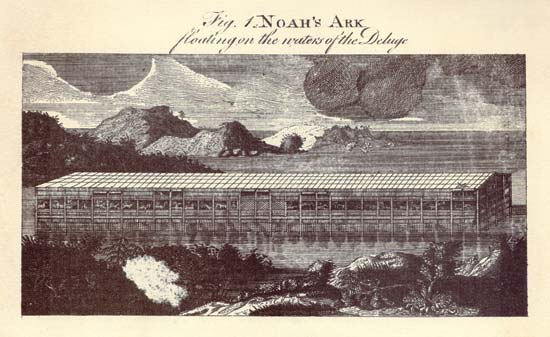 Fig. 1. NOAH'S ARK
floating on the waters of the Deluge